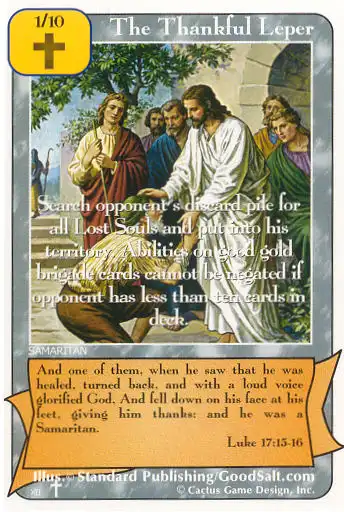 1/10
The Thankful Leper
Search opponent's discard pile for
all Lost Souls and put into his
territory. Abilities on good gold
brigade cards cannot be negated if
opponent has less than ten cards in
deck.
SAMARITAN
And one of them, when he saw that he was
healed, turned back, and with a loud voice
glorified God, And fell down on his face at his
feet, giving him thanks: and he was a
Samaritan.
Luke 17:15-16
Illus. Standard Publishing/GoodSalt.com
© Cactus Game Design, Inc.